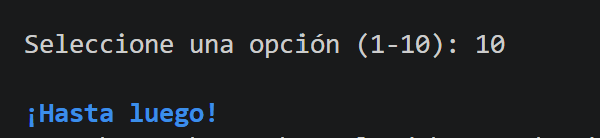 Seleccione una opción (1-10): 10
¡Hasta luego!